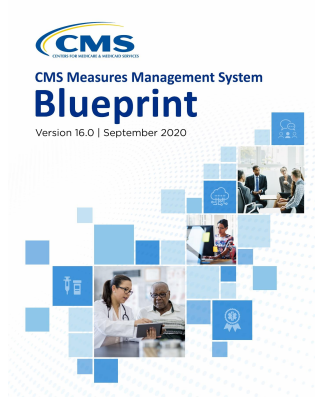 CMS
CENTERS FOR MEDICARE & MEDICAID SERVICES
CMS Measures Management System
Blueprint
Version 16.0 | September 2020